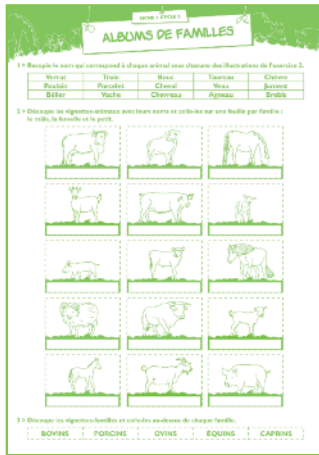 FICHE 1 CYCLE 1
ALBUMS DE FAMILLES
1 > Recopie le nom qui correspond à chaque animal sous chacune des illustrations de l'exercice 2.
Verrat Truie Bouc Taureau Chèvre
Poulain Porcelet Cheval Veau Jument
Bélier Vache Chevreau Agneau Brebis
2 > Découpe les vignettes-animaux avec leurs noms et colle-les sur une feuille par famille :
le mâle, la femelle et le petit.
3 > Découpe les vignettes-familles et colle-les au-dessus de chaque famille.
BOVINS PORCINS OVINS ÉQUINS CAPRINS